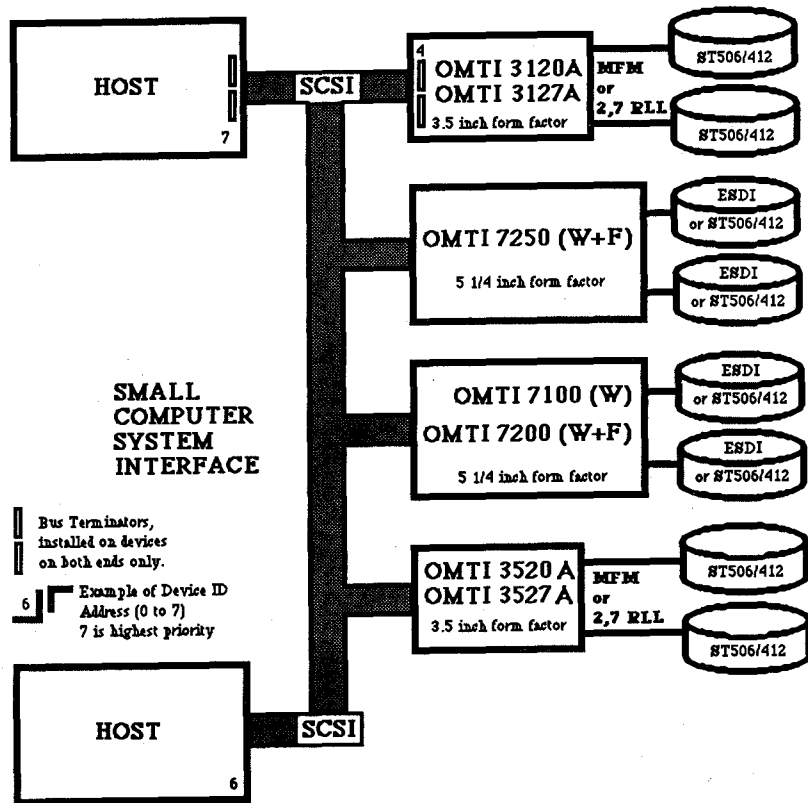 HOST
7
SCSI
4
OMTI 3120A
OMTI 3127A
3.5 inch form factor
MFM
or
2,7 RLL
ST506/412
ST506/412
OMTI 7250 (W+F)
5 1/4 inch form factor
ESDI
or ST506/412
ESDI
or ST506/412
SMALL
COMPUTER
SYSTEM
INTERFACE
OMTI 7100 (W)
OMTI 7200 (W+F)
5 1/4 inch form factor
ESDI
or ST506/412
ESDI
or ST506/412
Bus Terminators,
installed on devices
on both ends only.
6
Example of Device ID
Address (0 to 7)
7 is highest priority
OMTI 3520 A
OMTI 3527 A
3.5 inch form factor
MFM
or
2,7 RLL
ST506/412
ST506/412
HOST
6
SCSI